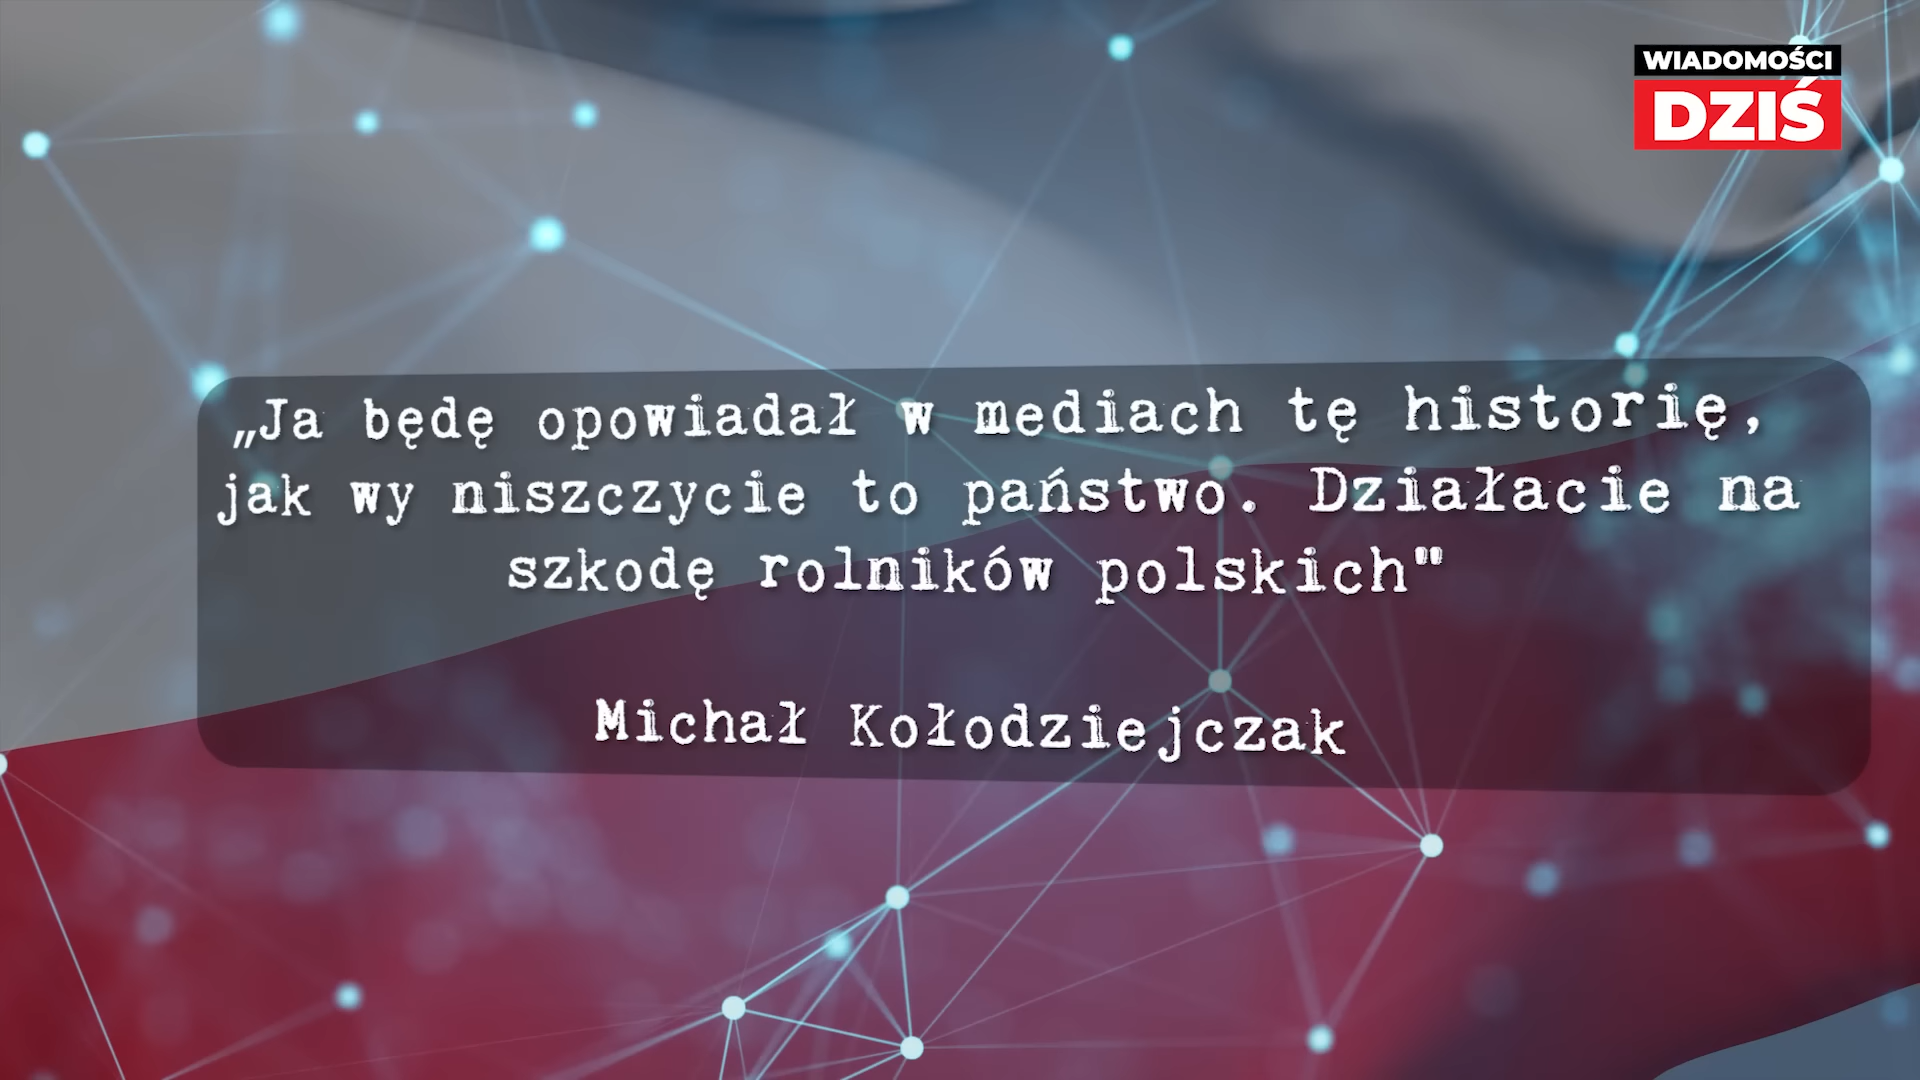 WIADOMOŚCI
DZIŚ
„Ja będę opowiadał w mediach tę historię,
jak wy niszczycie to państwo. Działacie na
szkodę rolników polskich"
Michał Kołodziejczak